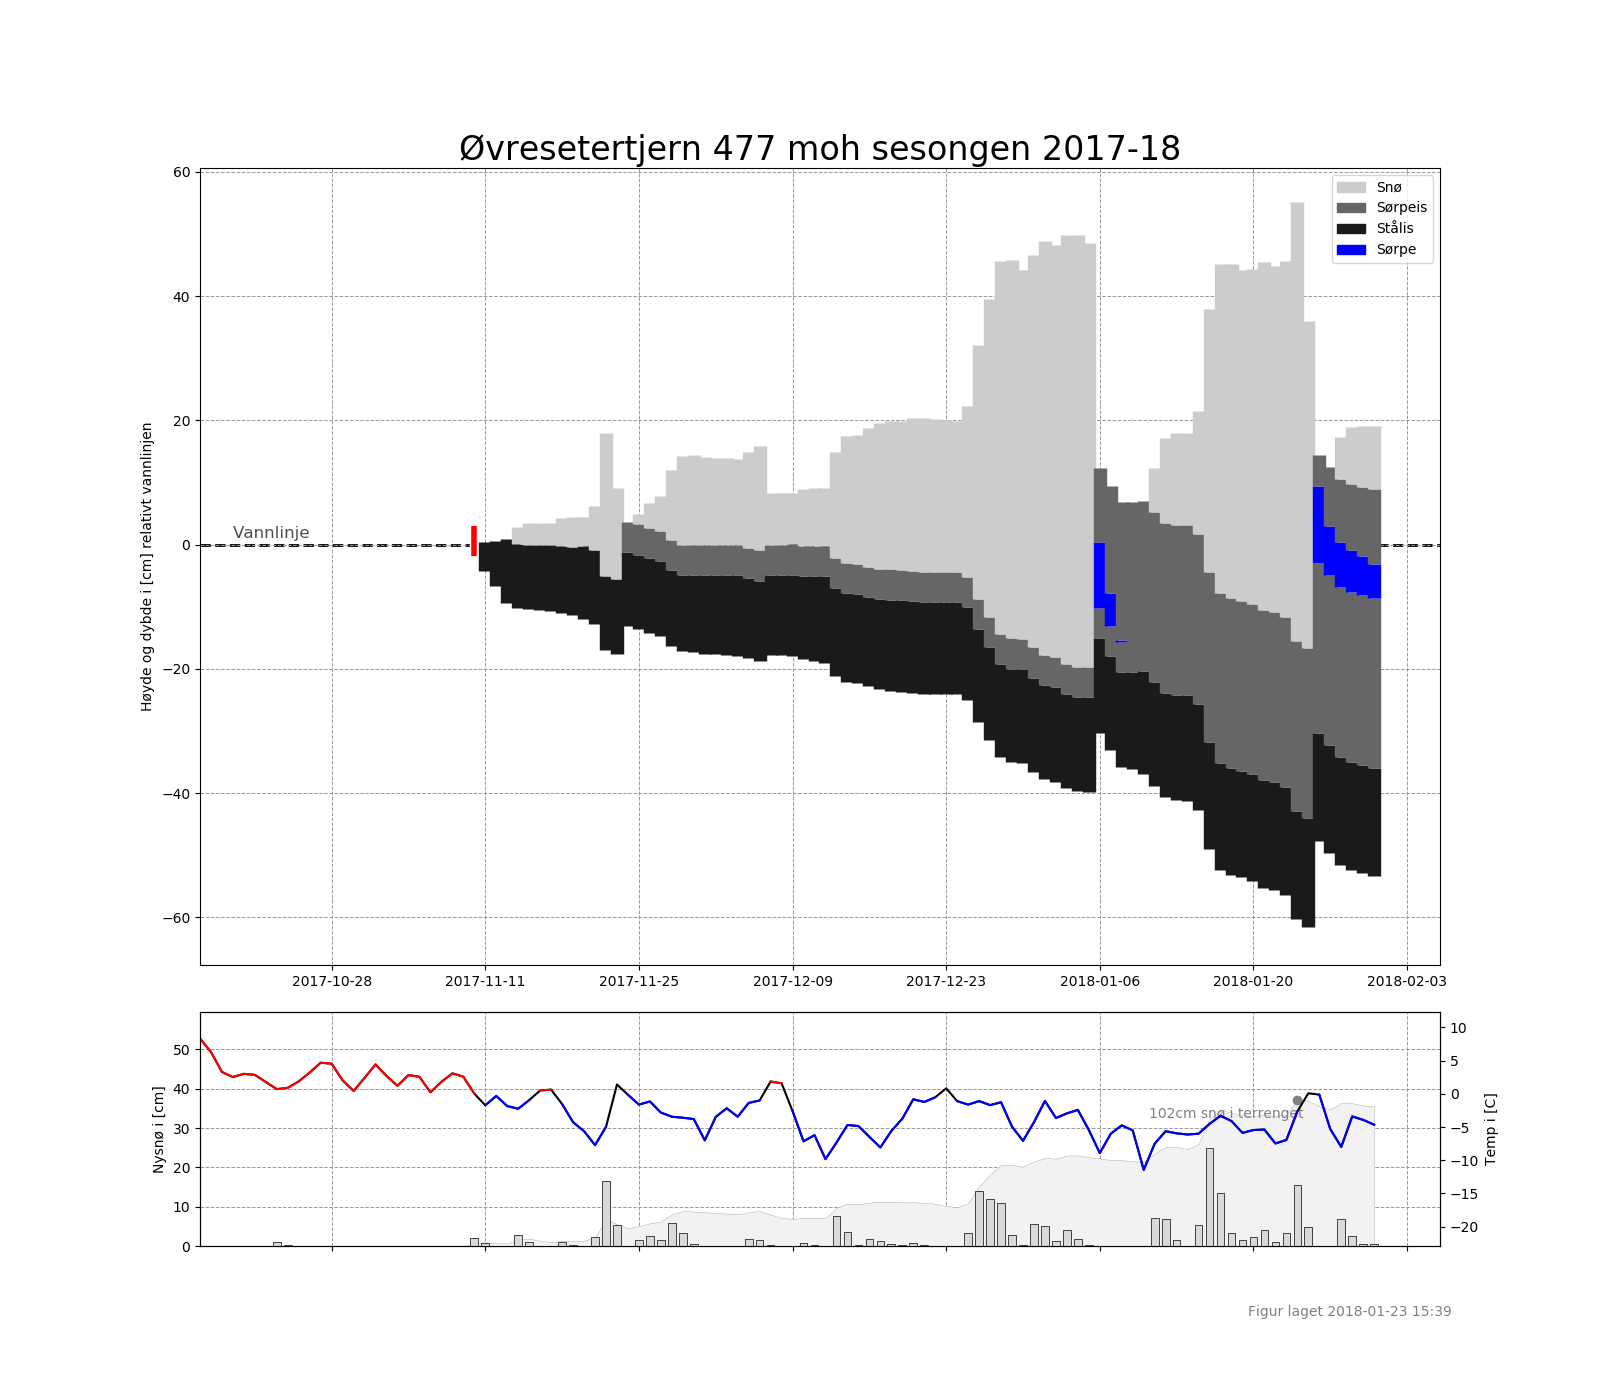 Øvresetertjern 477 moh sesongen 2017-18
Høyde og dybde i [cm] relativt vannlinjen
60
40
20
0
−20
−40
−60
Vannlinje
Snø
Sørpeis
Stålis
Sørpe
2017-10-28
2017-11-11
2017-11-25
2017-12-09
2017-12-23
2018-01-06
2018-01-20
2018-02-03
Nysnø i [cm]
50
40
30
20
10
0
102cm snø i terrenget
10
5
0
−5
−10
−15
−20
Temp i [C]
Figur laget 2018-01-23 15:39